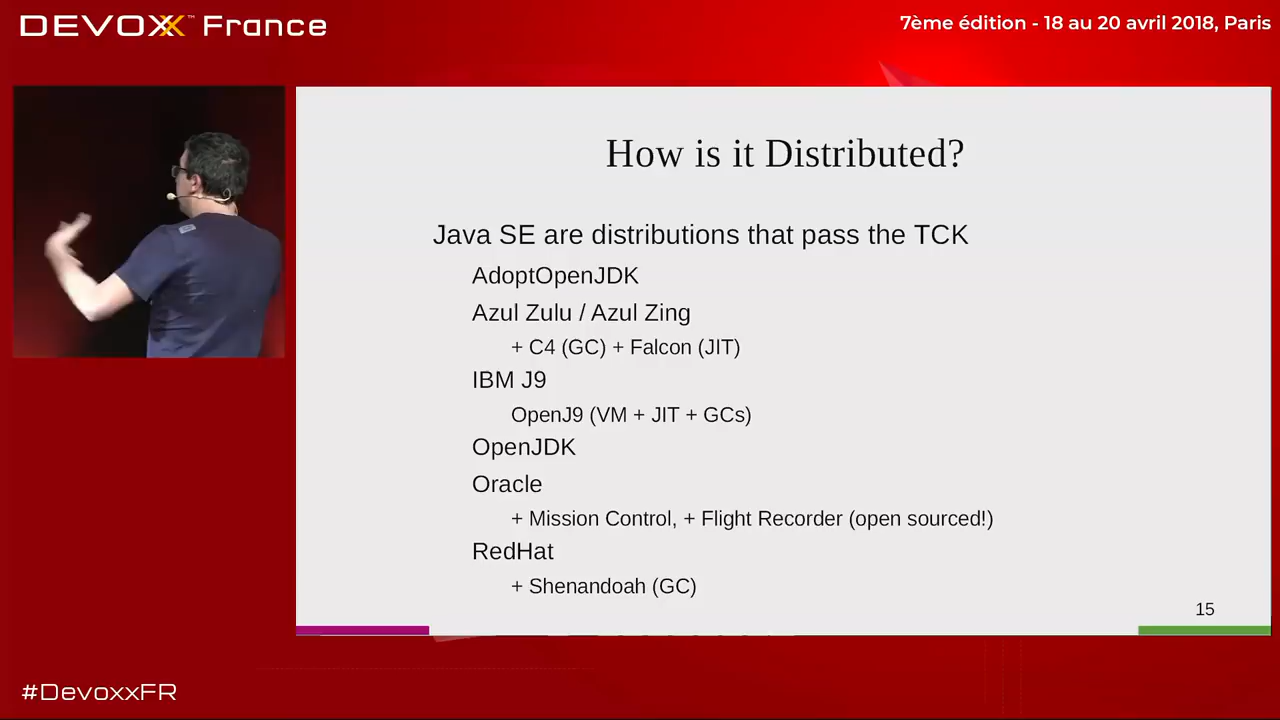 DEVOXX™ France
7ème édition - 18 au 20 avril 2018, Paris
How is it Distributed?
Java SE are distributions that pass the TCK
AdoptOpenJDK
Azul Zulu / Azul Zing
+ C4 (GC) + Falcon (JIT)
IBM J9
OpenJ9 (VM + JIT + GCs)
OpenJDK
Oracle
+ Mission Control, + Flight Recorder (open sourced!)
RedHat
+ Shenandoah (GC)
15
#DevoxxFR